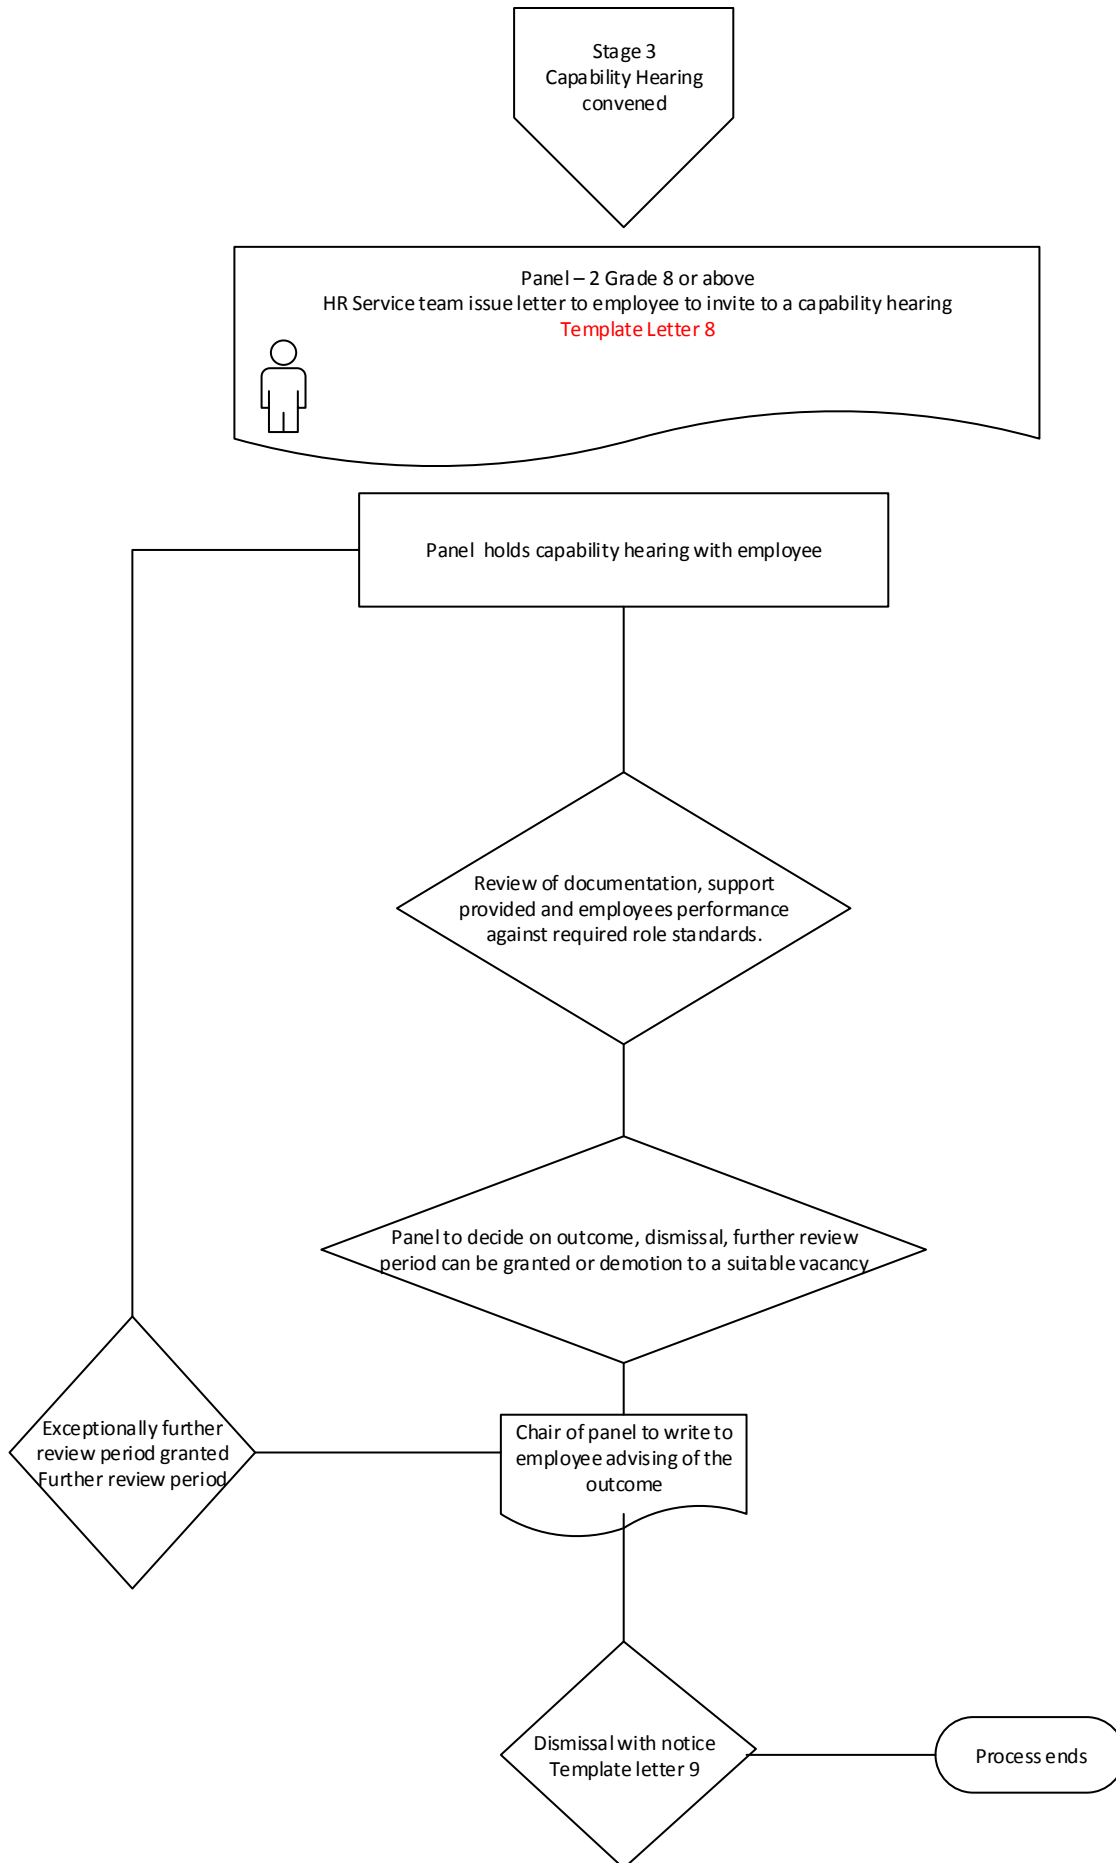 Stage 3
Capability Hearing
convened
Panel – 2 Grade 8 or above
HR Service team issue letter to employee to invite to a capability hearing
Template Letter 8
Panel holds capability hearing with employee
Review of documentation, support
provided and employees performance
against required role standards.
Panel to decide on outcome, dismissal, further review
period can be granted or demotion to a suitable vacancy
Exceptionally further
review period granted
Further review period
Chair of panel to write to
employee advising of the
outcome
Dismissal with notice
Template letter 9
Process ends